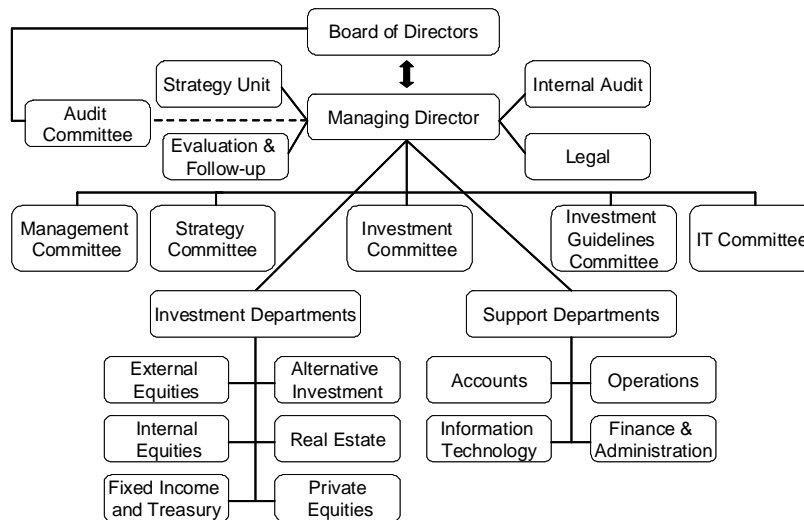 Board of Directors
Strategy Unit
Internal Audit
Audit
Committee
Managing Director
Evaluation &
Follow-up
Legal
Management
Committee
Strategy
Committee
Investment
Committee
Investment
Guidelines
Committee
IT Committee
Investment Departments
Support Departments
External
Equities
Alternative
Investment
Accounts
Operations
Internal
Equities
Real Estate
Information
Technology
Finance &
Administration
Fixed Income
and Treasury
Private
Equities